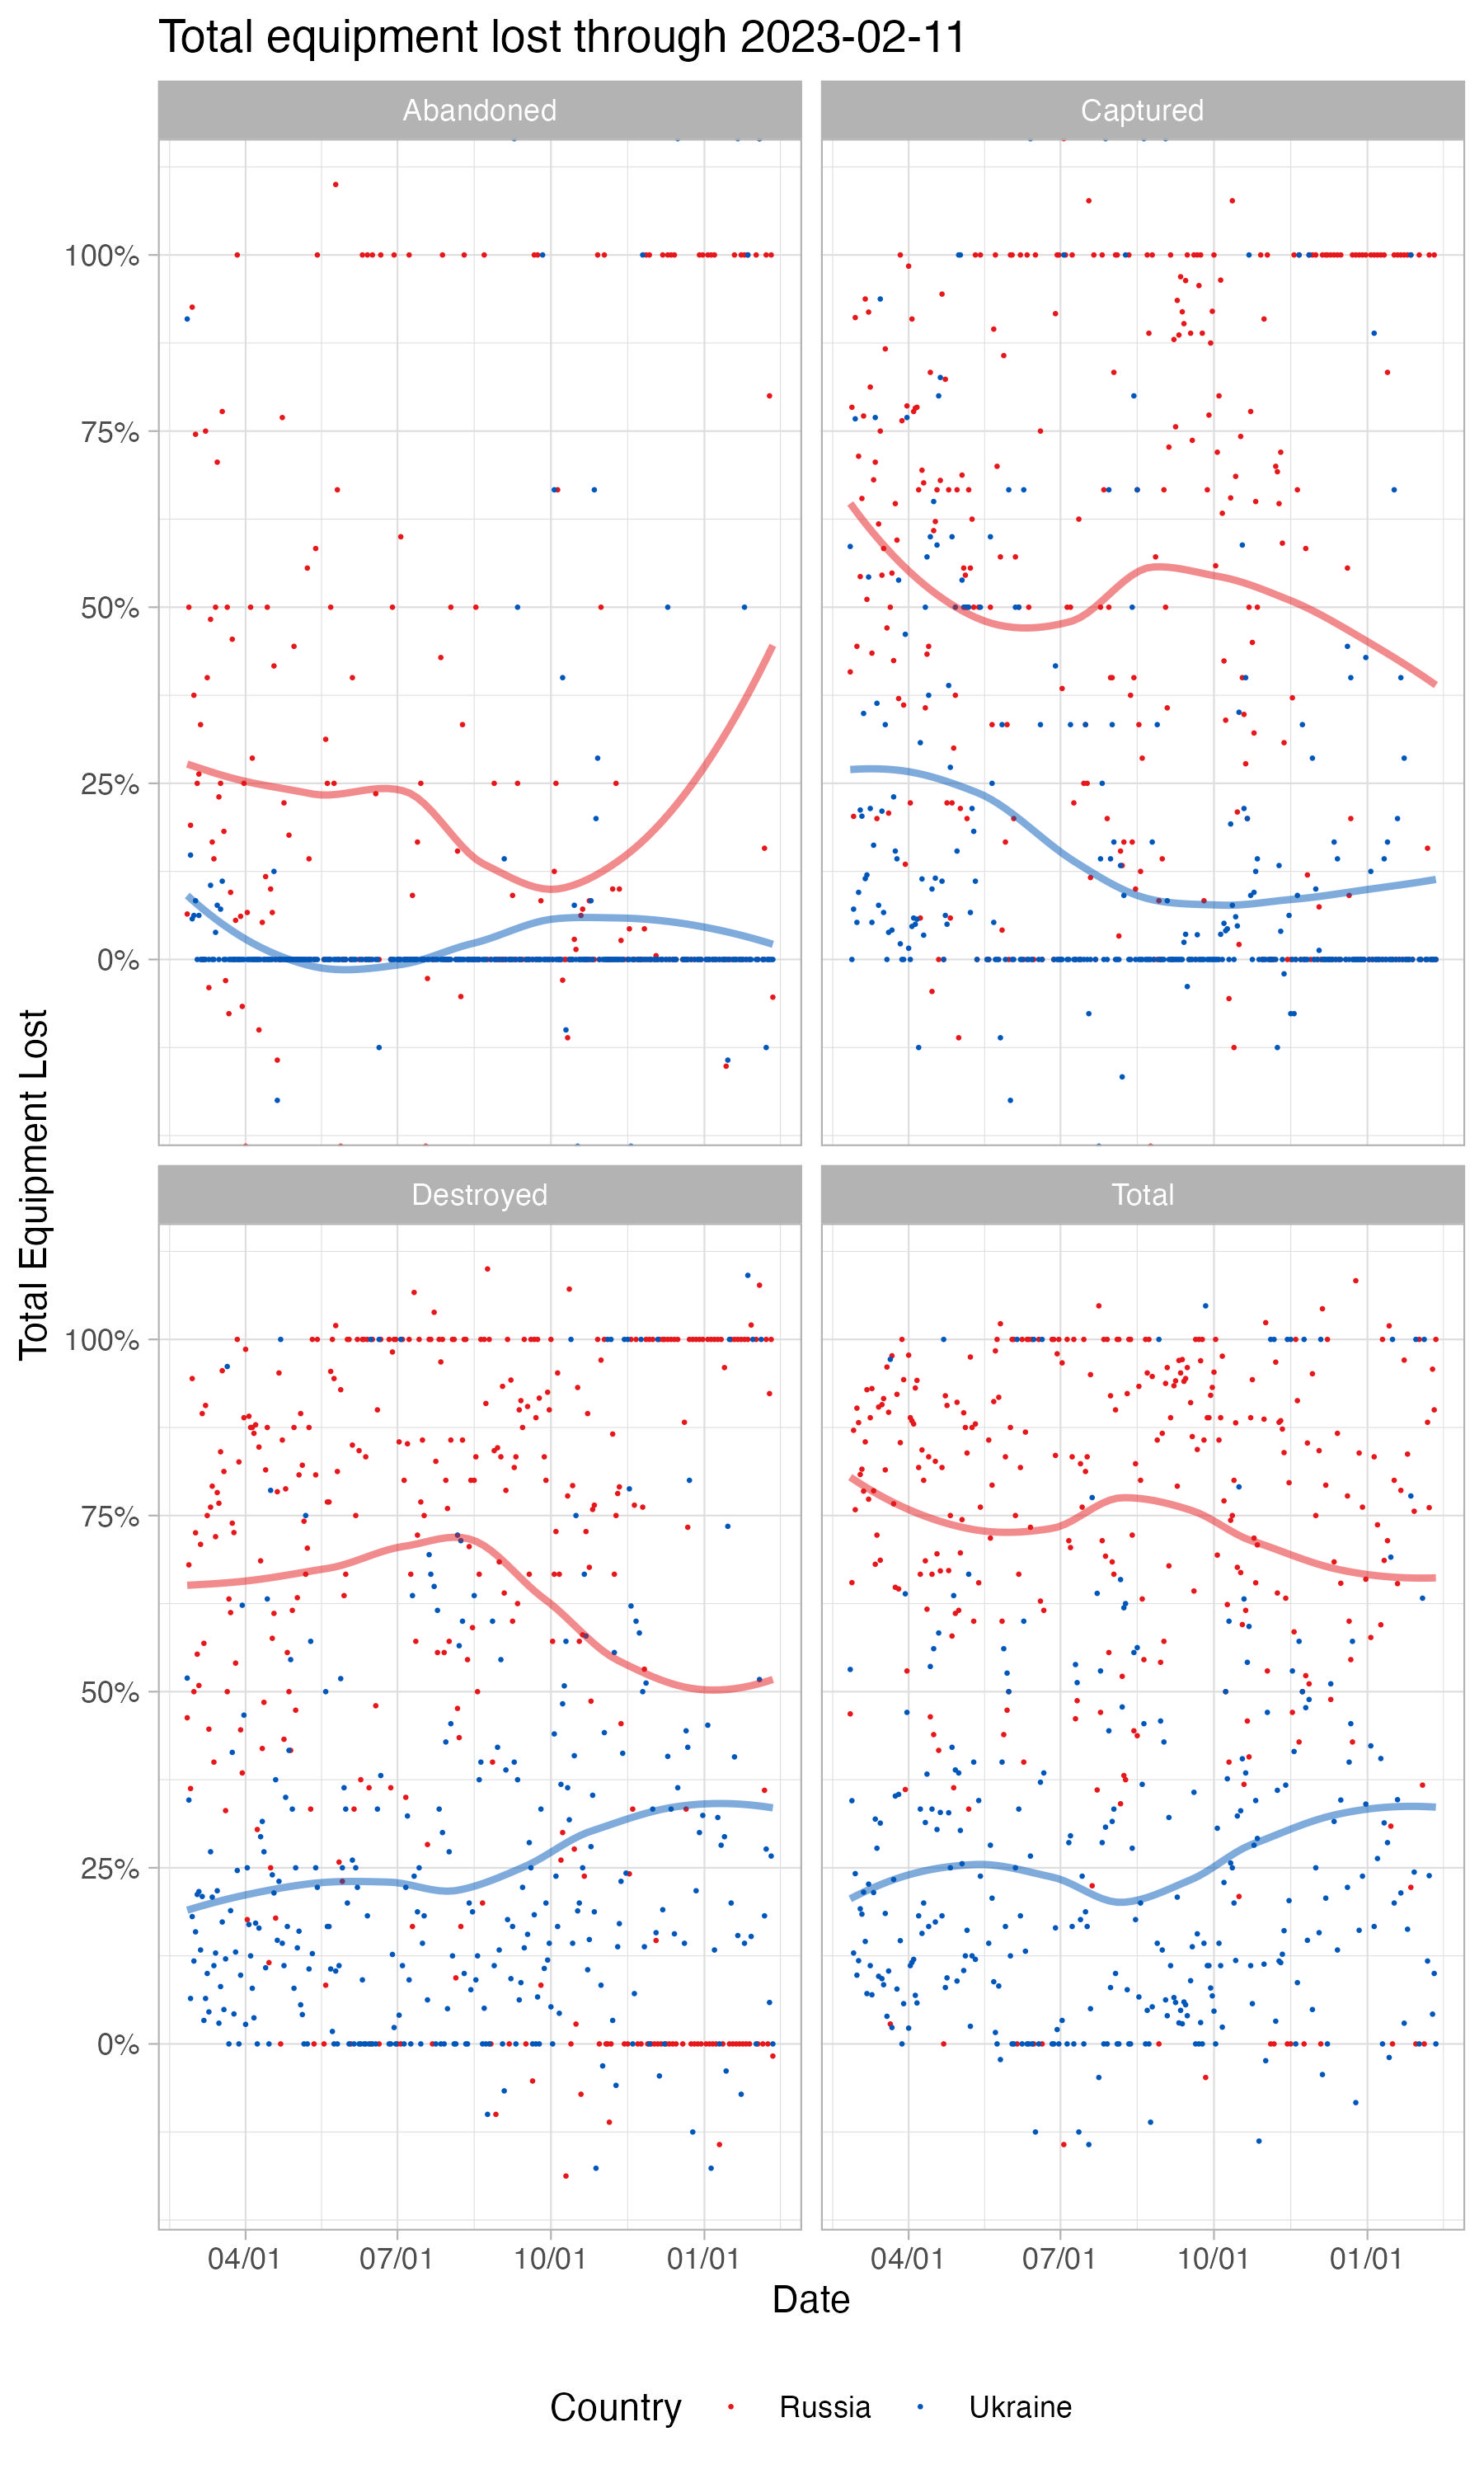 Total equipment lost through 2023-02-11
Abandoned
Captured
100%
75%
50%
25%
0%
Destroyed
Total
100%
75%
50%
25%
0%
Total Equipment Lost
04/01
07/01
10/01
01/01
04/01
07/01
10/01
01/01
Date
Country
Russia
Ukraine